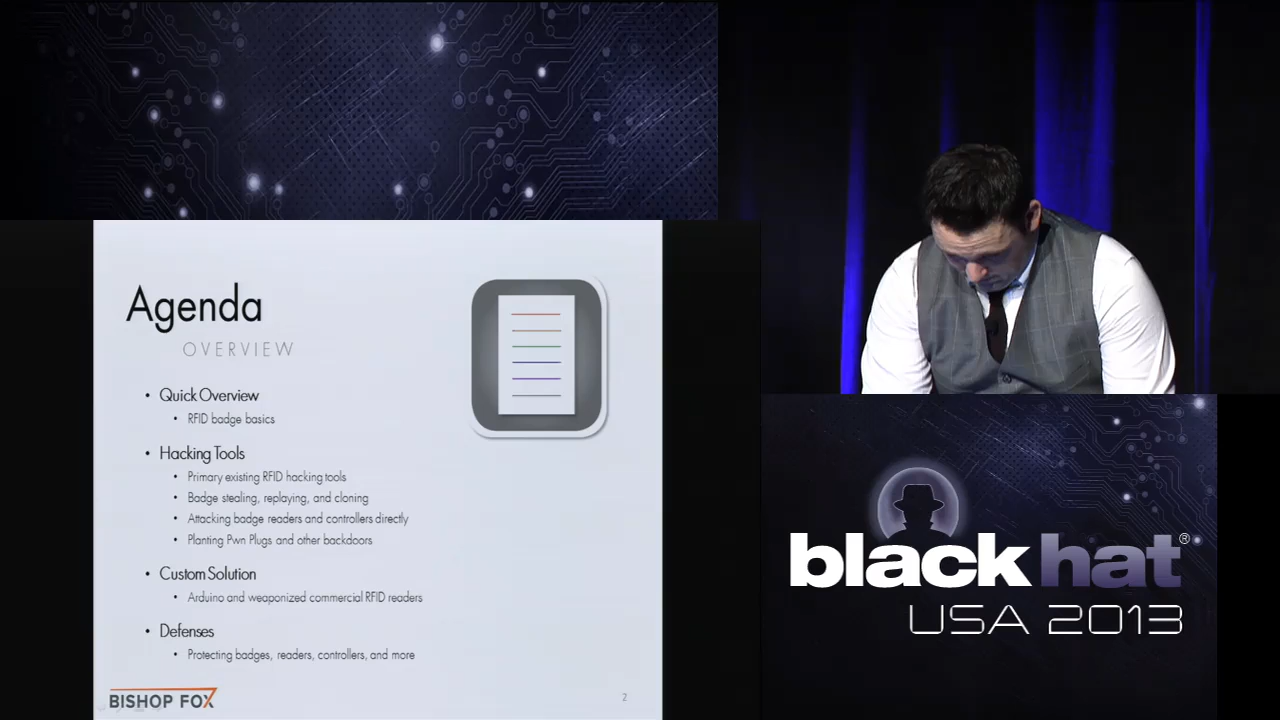 Agenda
OVERVIEW
• Quick Overview
• RFID badge basics
• Hacking Tools
• Primary existing RFID hacking tools
• Badge stealing, replaying, and cloning
• Attacking badge readers and controllers directly
• Planting Pwn Plugs and other backdoors
• Custom Solution
• Arduino and weaponized commercial RFID readers
• Defenses
• Protecting badges, readers, controllers, and more
BISHOP FOX
2
black hat®
USA 2013